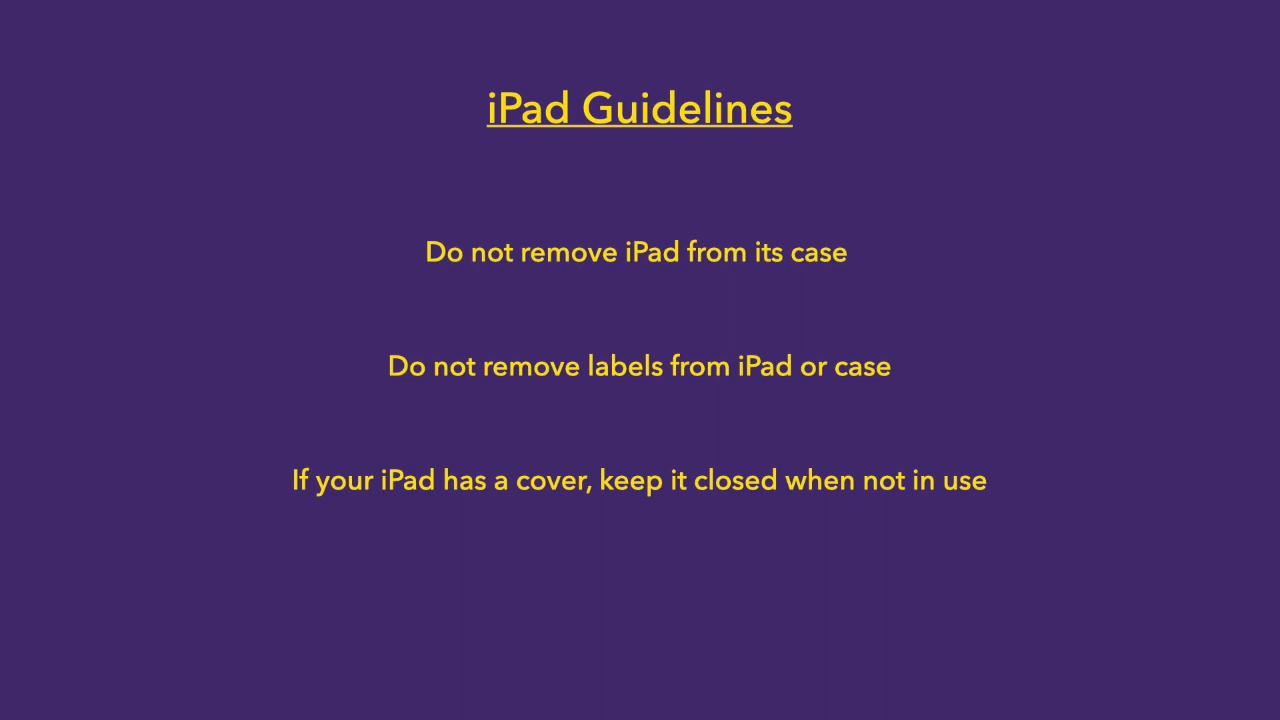 iPad Guidelines
Do not remove iPad from its case
Do not remove labels from iPad or case
If your iPad has a cover, keep it closed when not in use